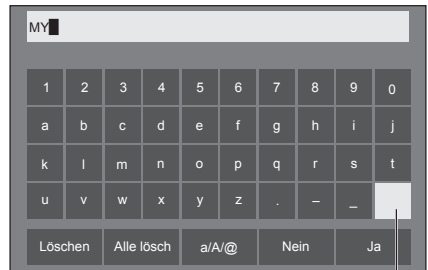 MY
1 2 3 4 5 6 7 8 9 0
a b c d e f g h i j
k l m n o p q r s t
u v w x y z . – _
Löschen Alle lösch a/A/@ Nein Ja